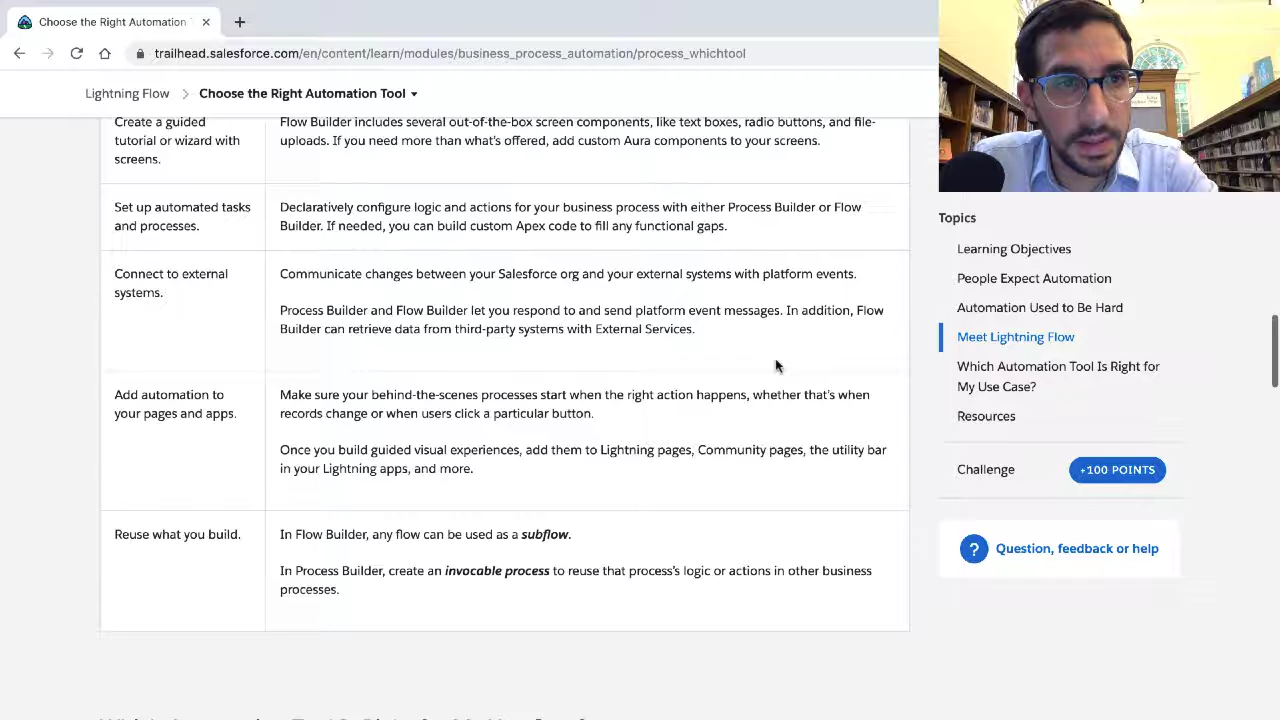 Choose the Right Automation
trailhead.salesforce.com/en/content/learn/modules/business_process_automation/process_whichtool
Lightning Flow
Choose the Right Automation Tool
Create a guided
tutorial or wizard with
screens.
Flow Builder includes several out-of-the-box screen components, like text boxes, radio buttons, and file-
uploads. If you need more than what's offered, add custom Aura components to your screens.
Set up automated tasks
and processes.
Declaratively configure logic and actions for your business process with either Process Builder or Flow
Builder. If needed, you can build custom Apex code to fill any functional gaps.
Connect to external
systems.
Communicate changes between your Salesforce org and your external systems with platform events.
Process Builder and Flow Builder let you respond to and send platform event messages. In addition, Flow
Builder can retrieve data from third-party systems with External Services.
Add automation to
your pages and apps.
Make sure your behind-the-scenes processes start when the right action happens, whether that's when
records change or when users click a particular button.
Once you build guided visual experiences, add them to Lightning pages, Community pages, the utility bar
in your Lightning apps, and more.
Reuse what you build.
In Flow Builder, any flow can be used as a subflow.
In Process Builder, create an invocable process to reuse that process's logic or actions in other business
processes.
Topics
Learning Objectives
People Expect Automation
Automation Used to Be Hard
Meet Lightning Flow
Which Automation Tool Is Right for
My Use Case?
Resources
Challenge
+100 POINTS
? Question, feedback or help